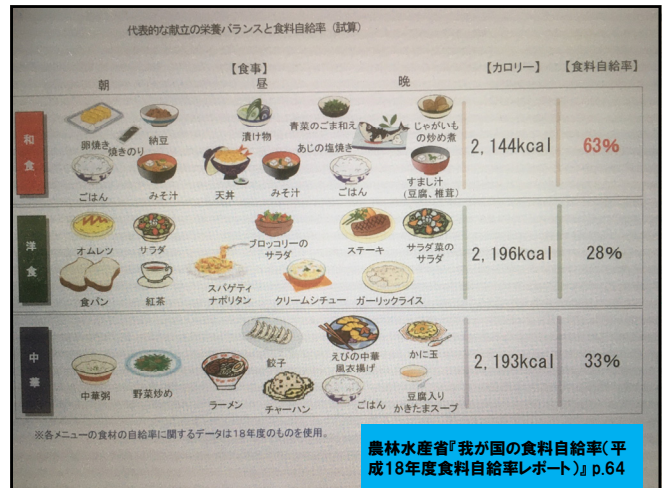 代表的な献立の栄養バランスと食料自給率（試算）
【食事】
【カロリー】
【食料自給率】
朝
昼
晩
和食
卵焼き
焼きのり
納豆
ごはん
みそ汁
漬け物
天丼
みそ汁
青菜のごま和え
あじの塩焼き
じゃがいも
の炒め煮
ごはん
すまし汁
（豆腐、椎茸）
2,144kcal
63%
洋食
オムレツ
サラダ
食パン
紅茶
ブロッコリーの
サラダ
スパゲティ
ナポリタン
クリームシチュー
ステーキ
サラダ菜の
サラダ
ガーリックライス
2,196kcal
28%
中華
中華粥
野菜炒め
餃子
ラーメン
チャーハン
えびの中華
風衣揚げ
かに玉
ごはん
豆腐入り
かきたまスープ
2,193kcal
33%
※各メニューの食材の自給率に関するデータは18年度のものを使用。
農林水産省『我が国の食料自給率（平
成18年度食料自給率レポート）』 p.64